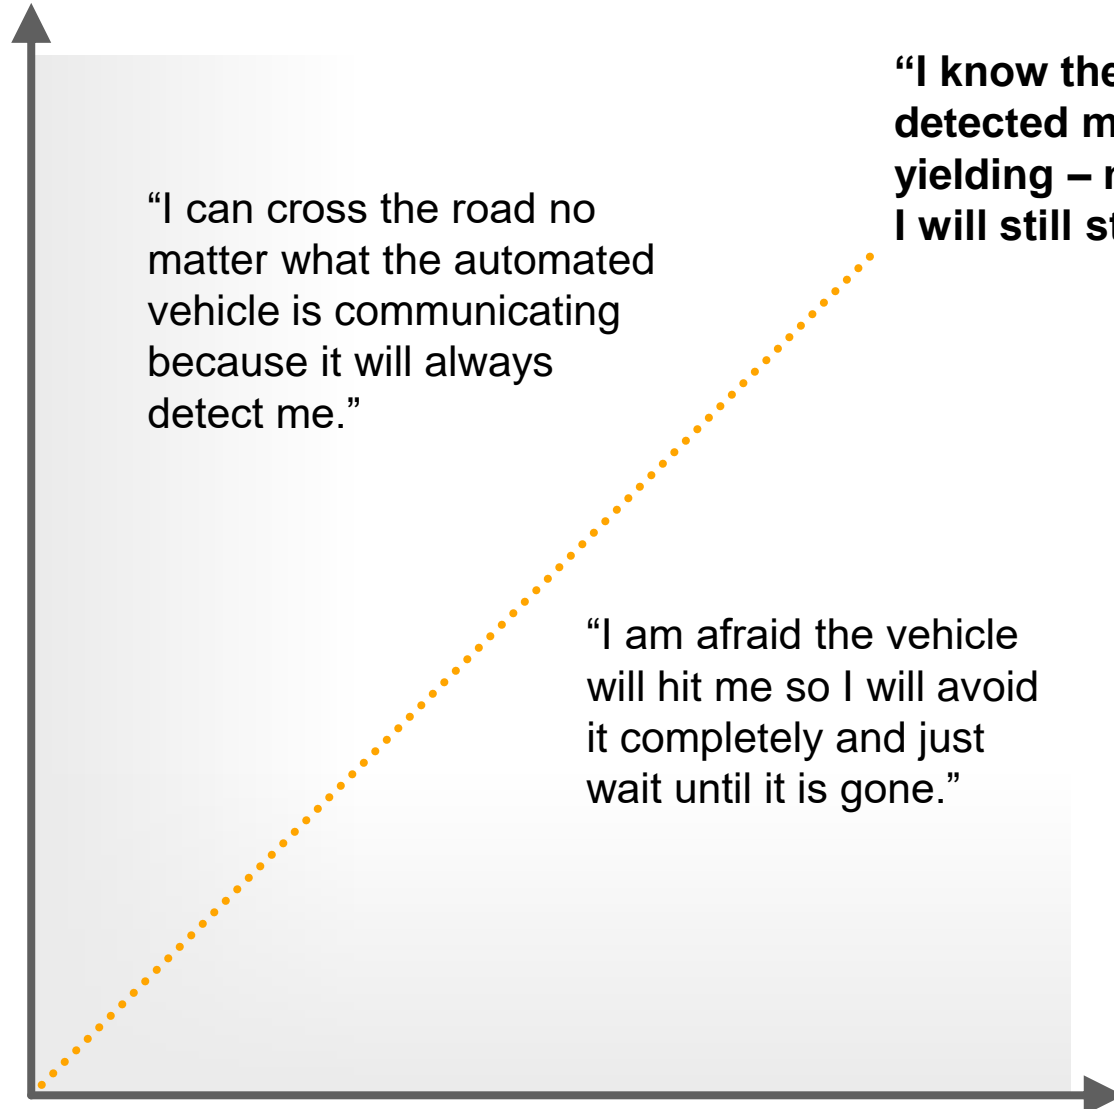 “I know the
detected m
yielding –
I will still s
“I can cross the road no
matter what the automated
vehicle is communicating
because it will always
detect me.”
“I am afraid the vehicle
will hit me so I will avoid
it completely and just
wait until it is gone.”